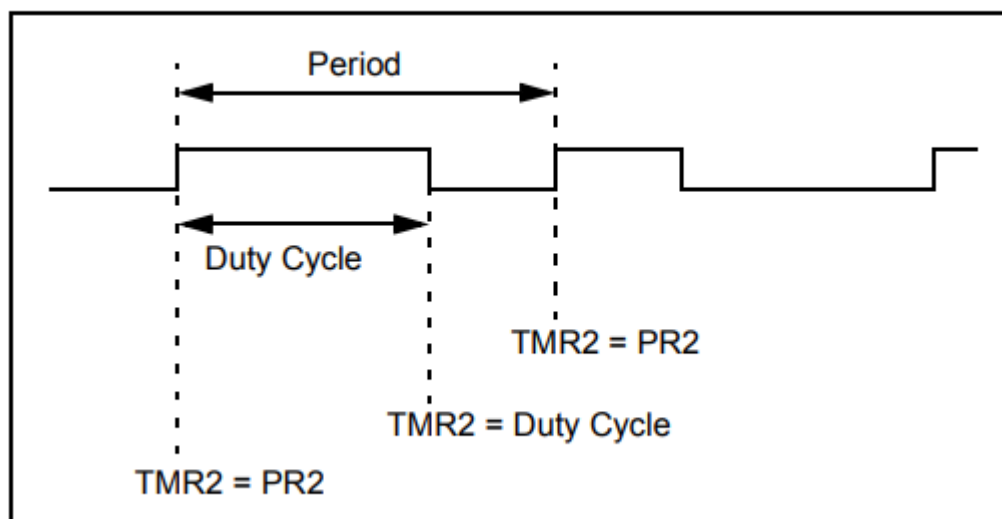 Period
Duty Cycle
TMR2 = PR2
TMR2 = Duty Cycle
TMR2 = PR2